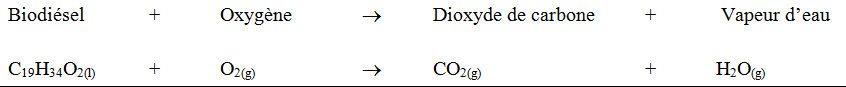 Biodiésel + Oxygène → Dioxyde de carbone + Vapeur d’eau
C₁₉H₃₄O₂₍ₗ₎ + O₂₍g₎ → CO₂₍g₎ + H₂O₍g₎